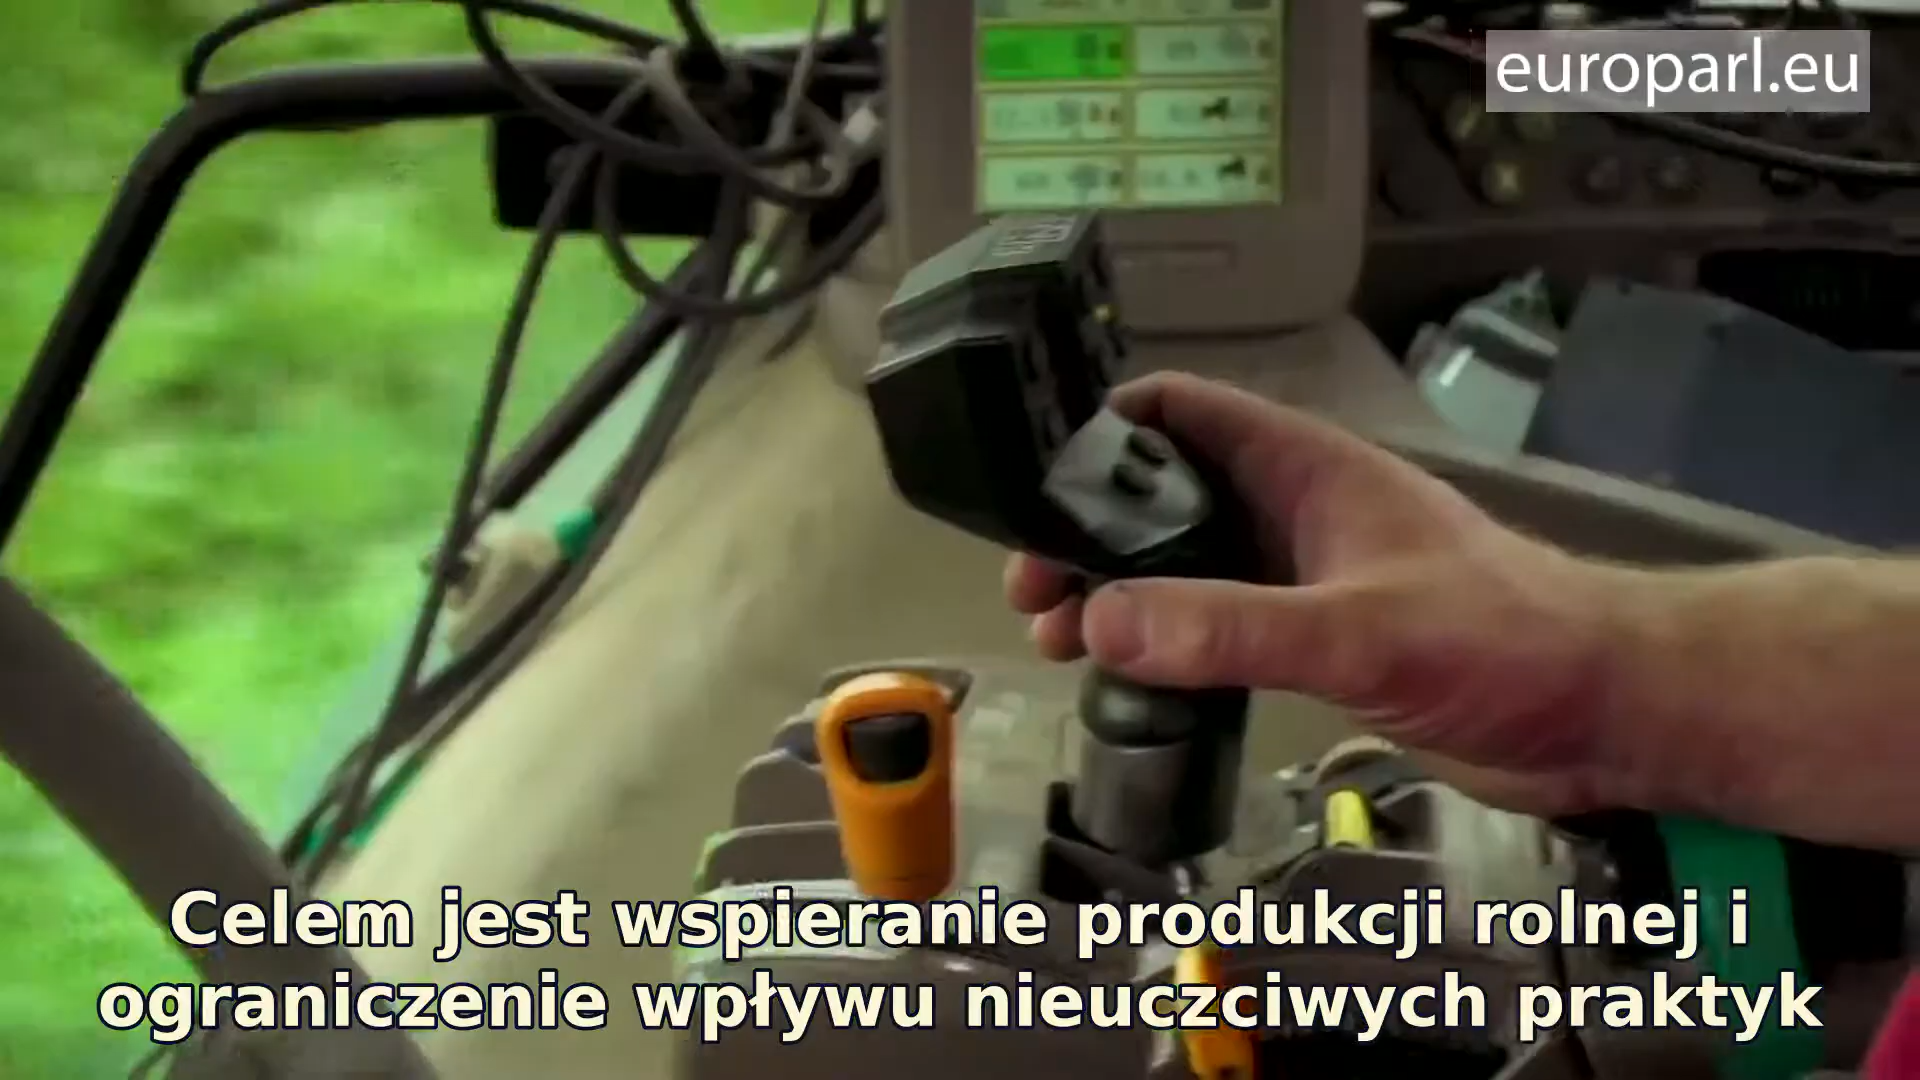 europarl.eu
Celem jest wspieranie produkcji rolnej i
ograniczenie wpływu nieuczciwych praktyk